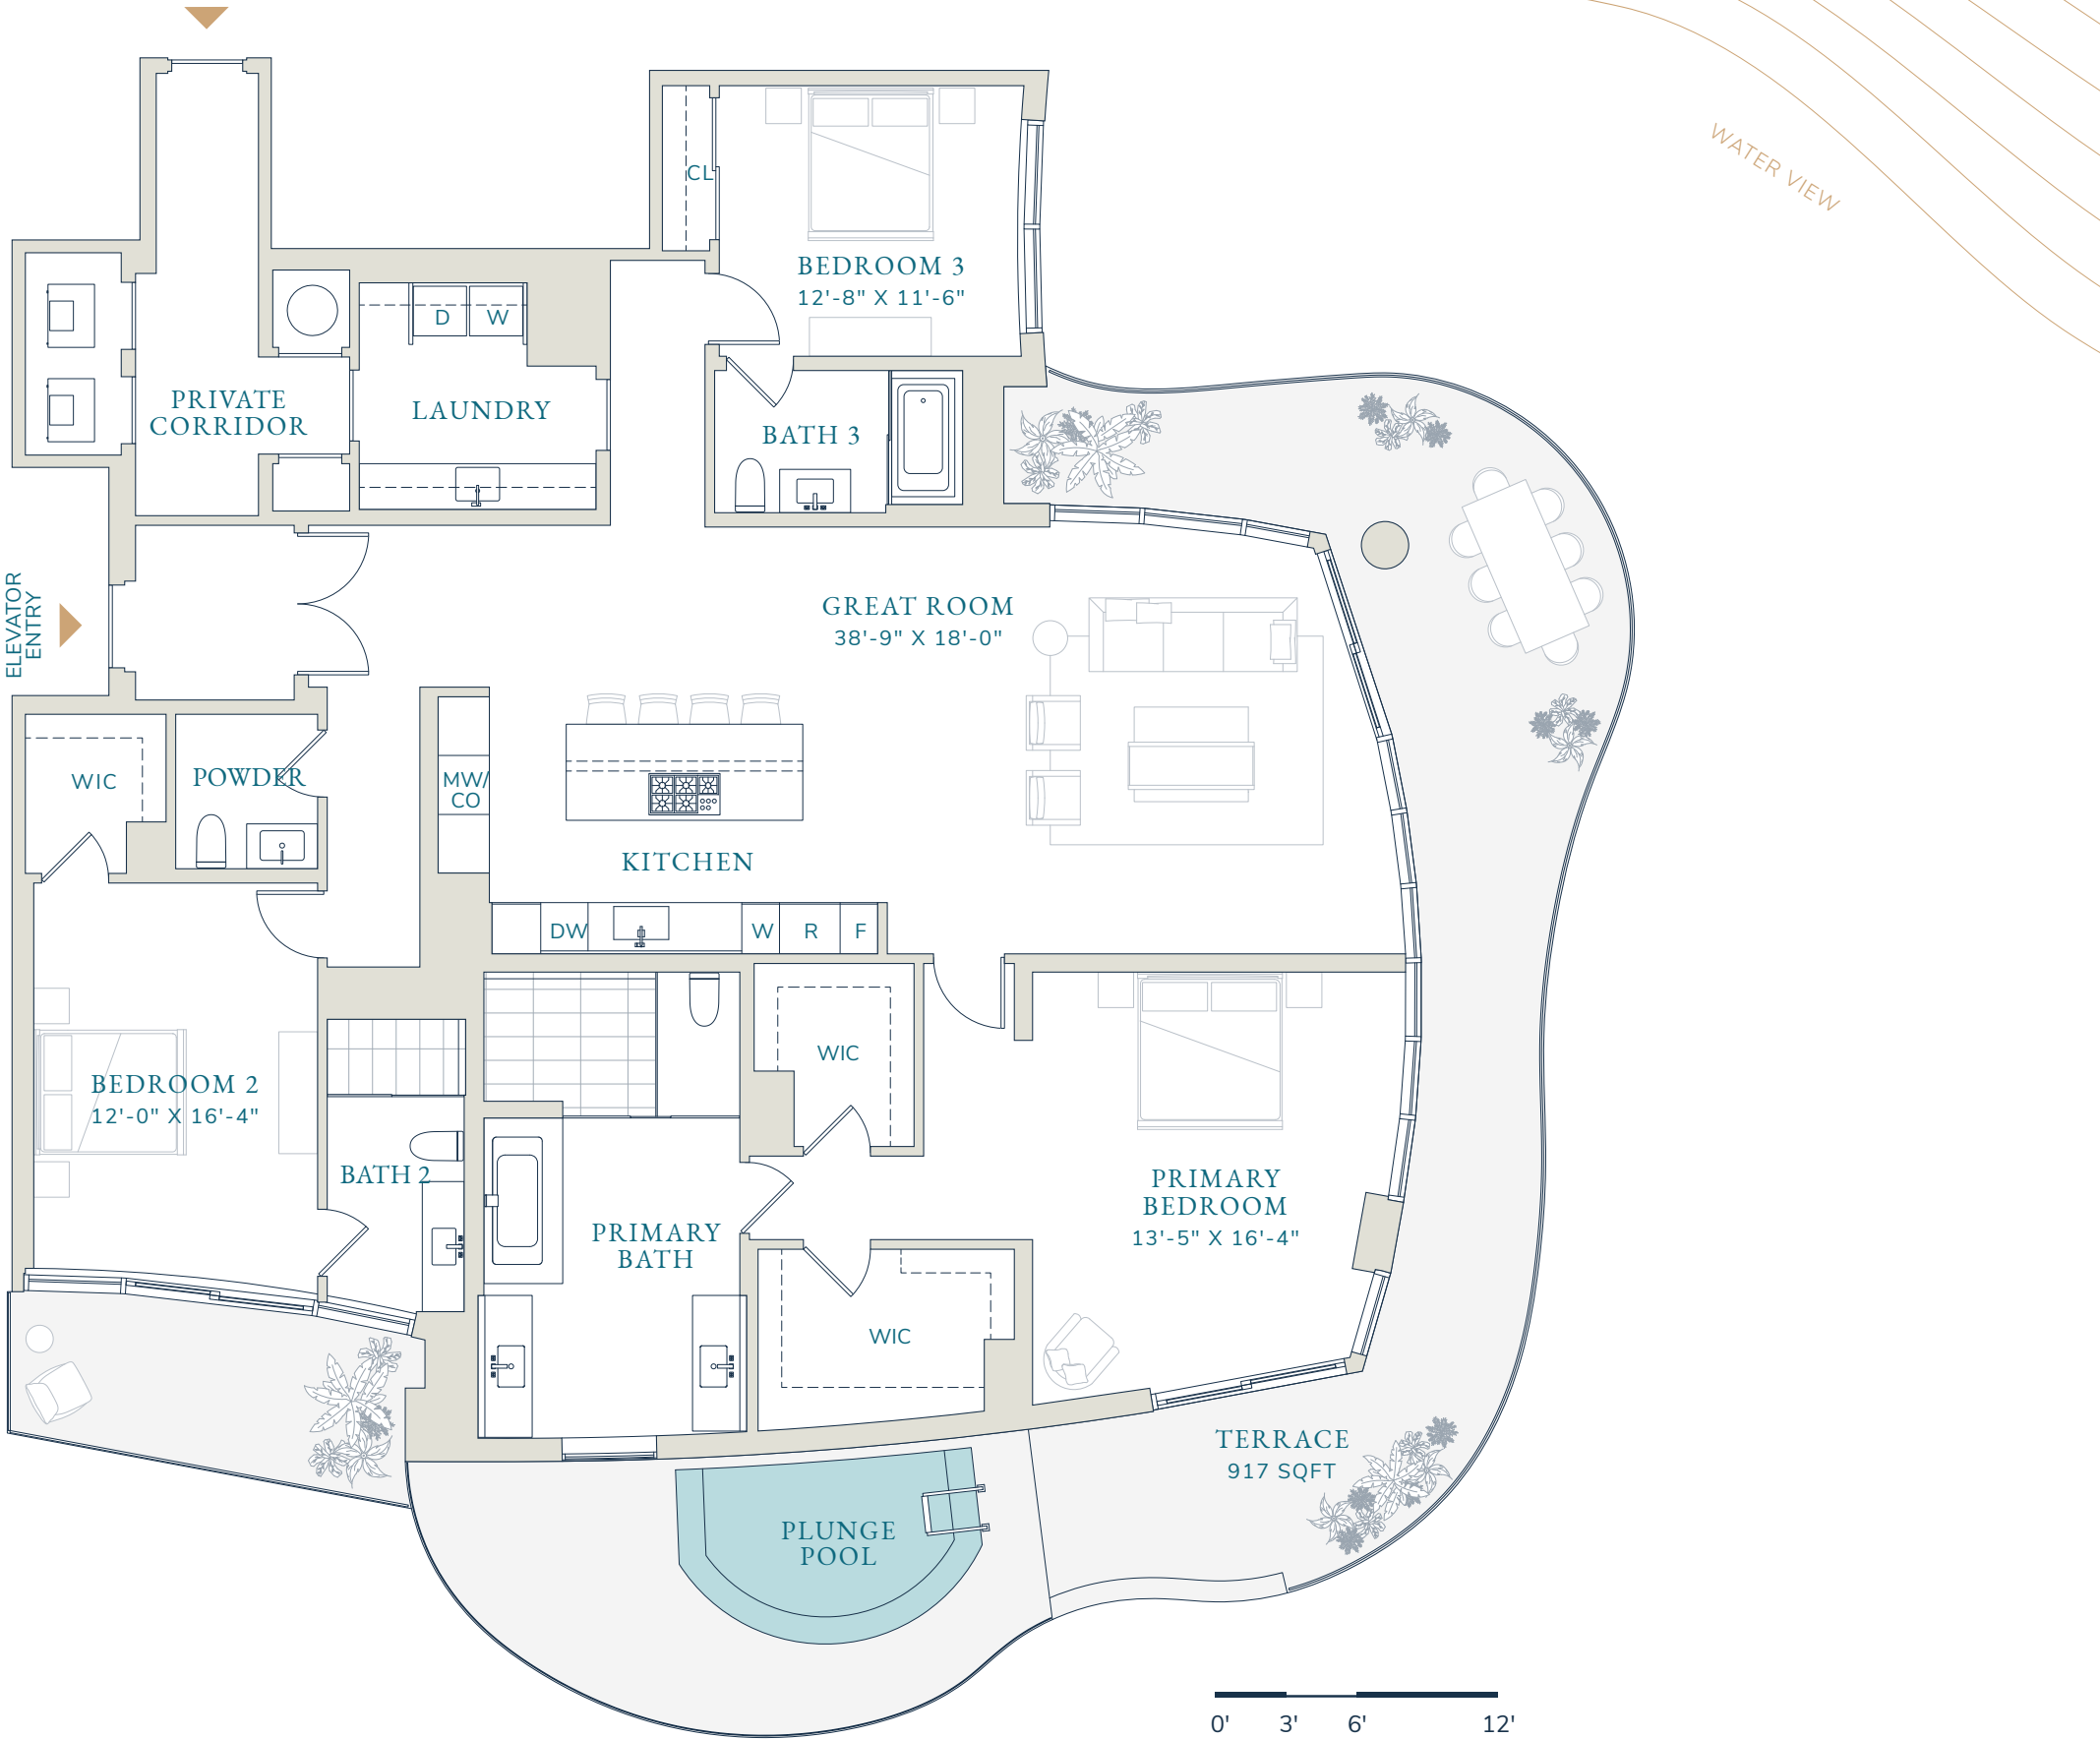 WATER VIEW
CL
BEDROOM 3
12'-8" X 11'-6"
D W
PRIVATE
CORRIDOR
LAUNDRY
BATH 3
ELEVATOR
ENTRY
GREAT ROOM
38'-9" X 18'-0"
WIC
POWDER
MW/
CO
KITCHEN
DW W R F
WIC
BEDROOM 2
12'-0" X 16'-4"
BATH 2
PRIMARY
BATH
PRIMARY
BEDROOM
13'-5" X 16'-4"
WIC
TERRACE
917 SQFT
PLUNGE
POOL
0' 3' 6' 12'